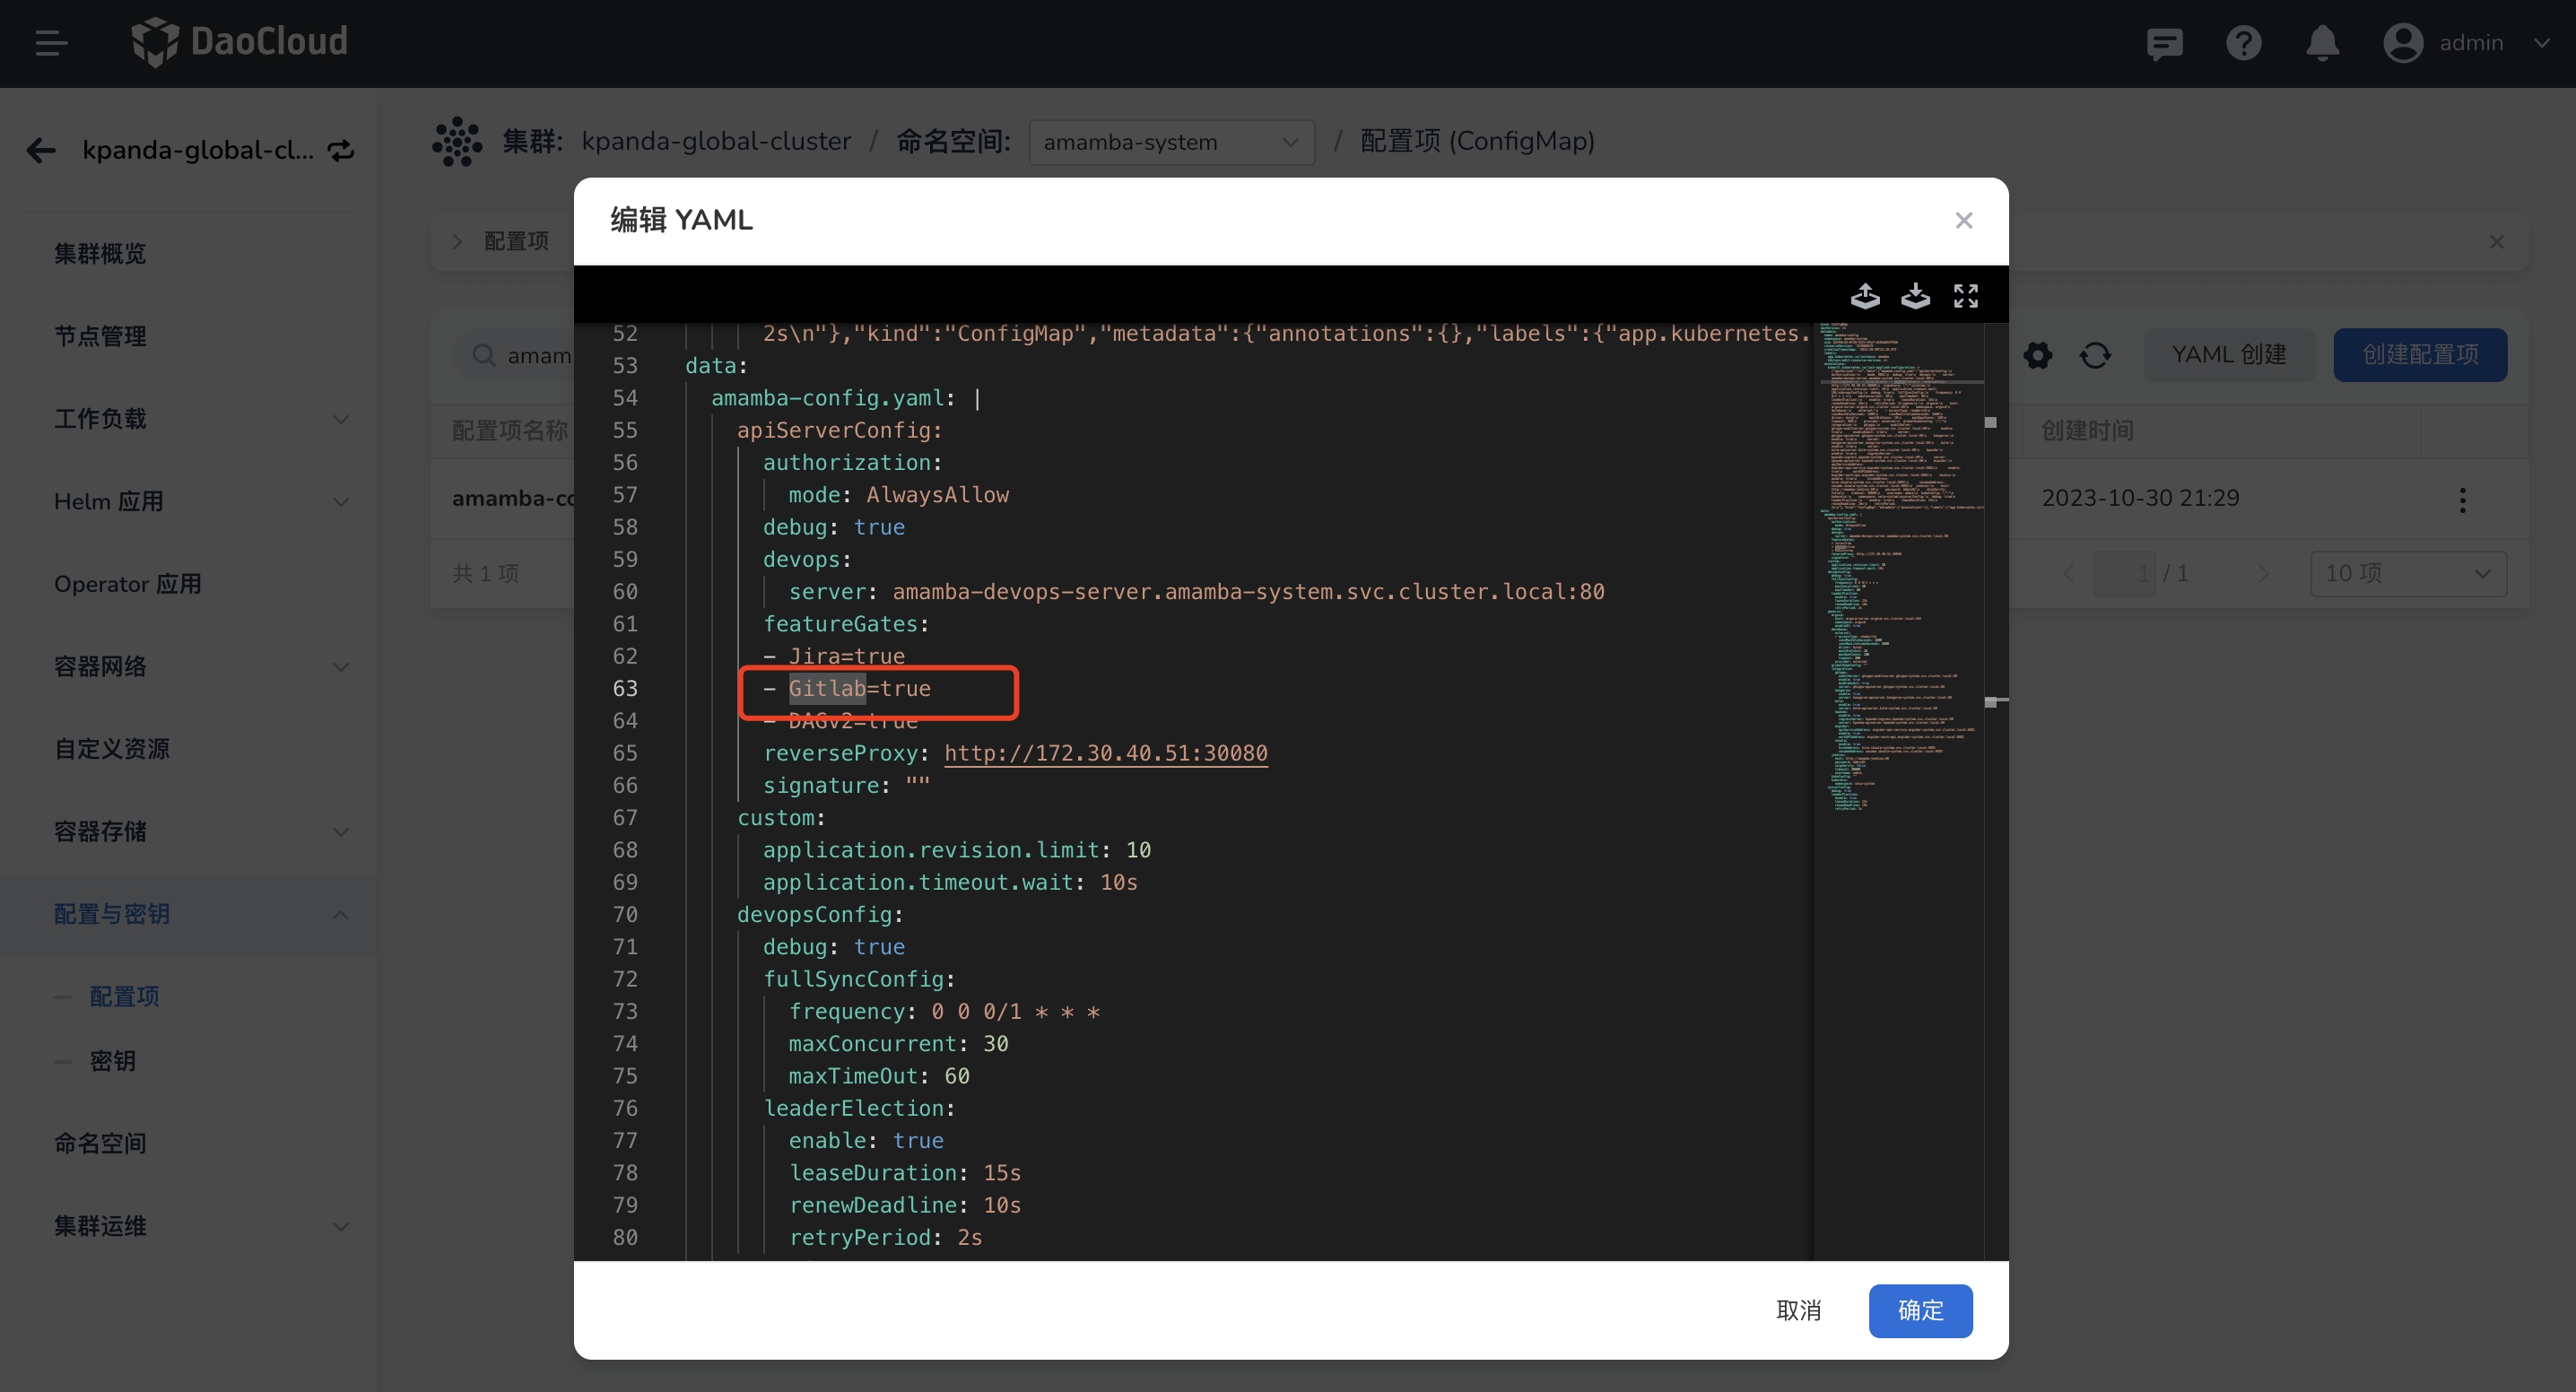 DaoCloud
admin
kpanda-global-cl...
集群概览
节点管理
工作负载
Helm 应用
Operator 应用
容器网络
自定义资源
容器存储
配置与密钥
配置项
密钥
命名空间
集群运维
集群: kpanda-global-cluster / 命名空间: amamba-system / 配置项 (ConfigMap)
配置项
amam
YAML 创建
创建配置项
配置项名称
创建时间
amamba-co
2023-10-30 21:29
共 1 项
1 / 1
10 项
编辑 YAML
52 2s\n"},"kind":"ConfigMap","metadata":{"annotations":{},"labels":{"app.kubernetes.
53 data:
54 amamba-config.yaml: |
55 apiServerConfig:
56 authorization:
57 mode: AlwaysAllow
58 debug: true
59 devops:
60 server: amamba-devops-server.amamba-system.svc.cluster.local:80
61 featureGates:
62 - Jira=true
63 - Gitlab=true
64 - DAGv2=true
65 reverseProxy: http://172.30.40.51:30080
66 signature: ""
67 custom:
68 application.revision.limit: 10
69 application.timeout.wait: 10s
70 devopsConfig:
71 debug: true
72 fullSyncConfig:
73 frequency: 0 0 0/1 * * *
74 maxConcurrent: 30
75 maxTimeOut: 60
76 leaderElection:
77 enable: true
78 leaseDuration: 15s
79 renewDeadline: 10s
80 retryPeriod: 2s
取消
确定